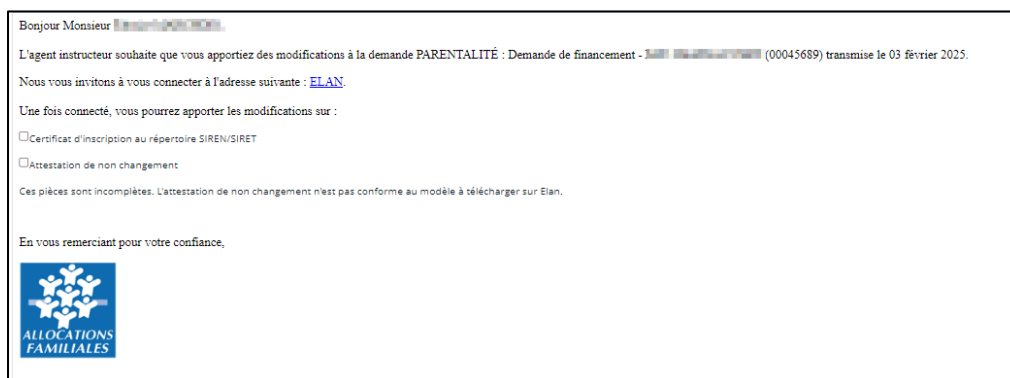 Bonjour Monsieur
L'agent instructeur souhaite que vous apportiez des modifications à la demande PARENTALITÉ : Demande de financement - (00045689) transmise le 03 février 2025.
Nous vous invitons à vous connecter à l'adresse suivante : ELAN.
Une fois connecté, vous pourrez apporter les modifications sur :
Certificat d'inscription au répertoire SIREN/SIRET
Attestation de non changement
Ces pièces sont incomplètes. L'attestation de non changement n'est pas conforme au modèle à télécharger sur Elan.
En vous remerciant pour votre confiance,
ALLOCATIONS
FAMILIALES